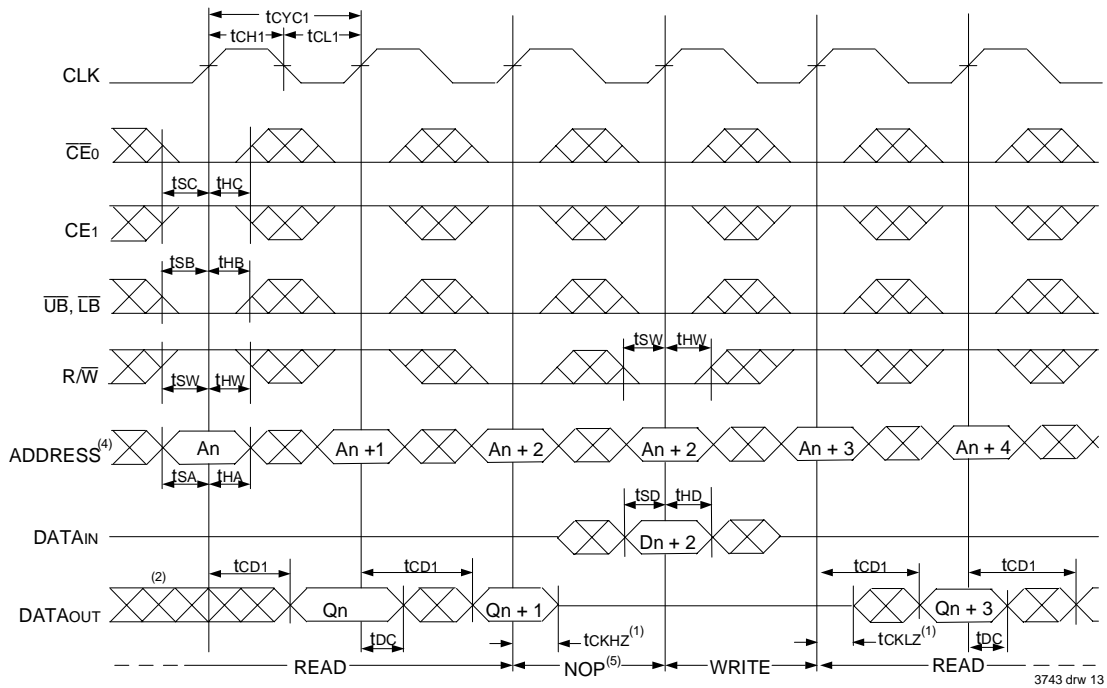 tCYC1
tCH1 tCL1
CLK
CE0
tSC tHC
CE1
tSB tHB
UB, LB
tSW tHW
R/W
tSW tHW
ADDRESS(4) An An +1 An + 2 An + 2 An + 3 An + 4
tSA tHA
tSD tHD
DATAIN Dn + 2
tCD1 tCD1 tCD1 tCD1
(2)
DATAOUT Qn Qn + 1 Qn + 3
tDC tCKHZ(1) tCKLZ(1) tDC
READ NOP(5) WRITE READ
3743 drw 13